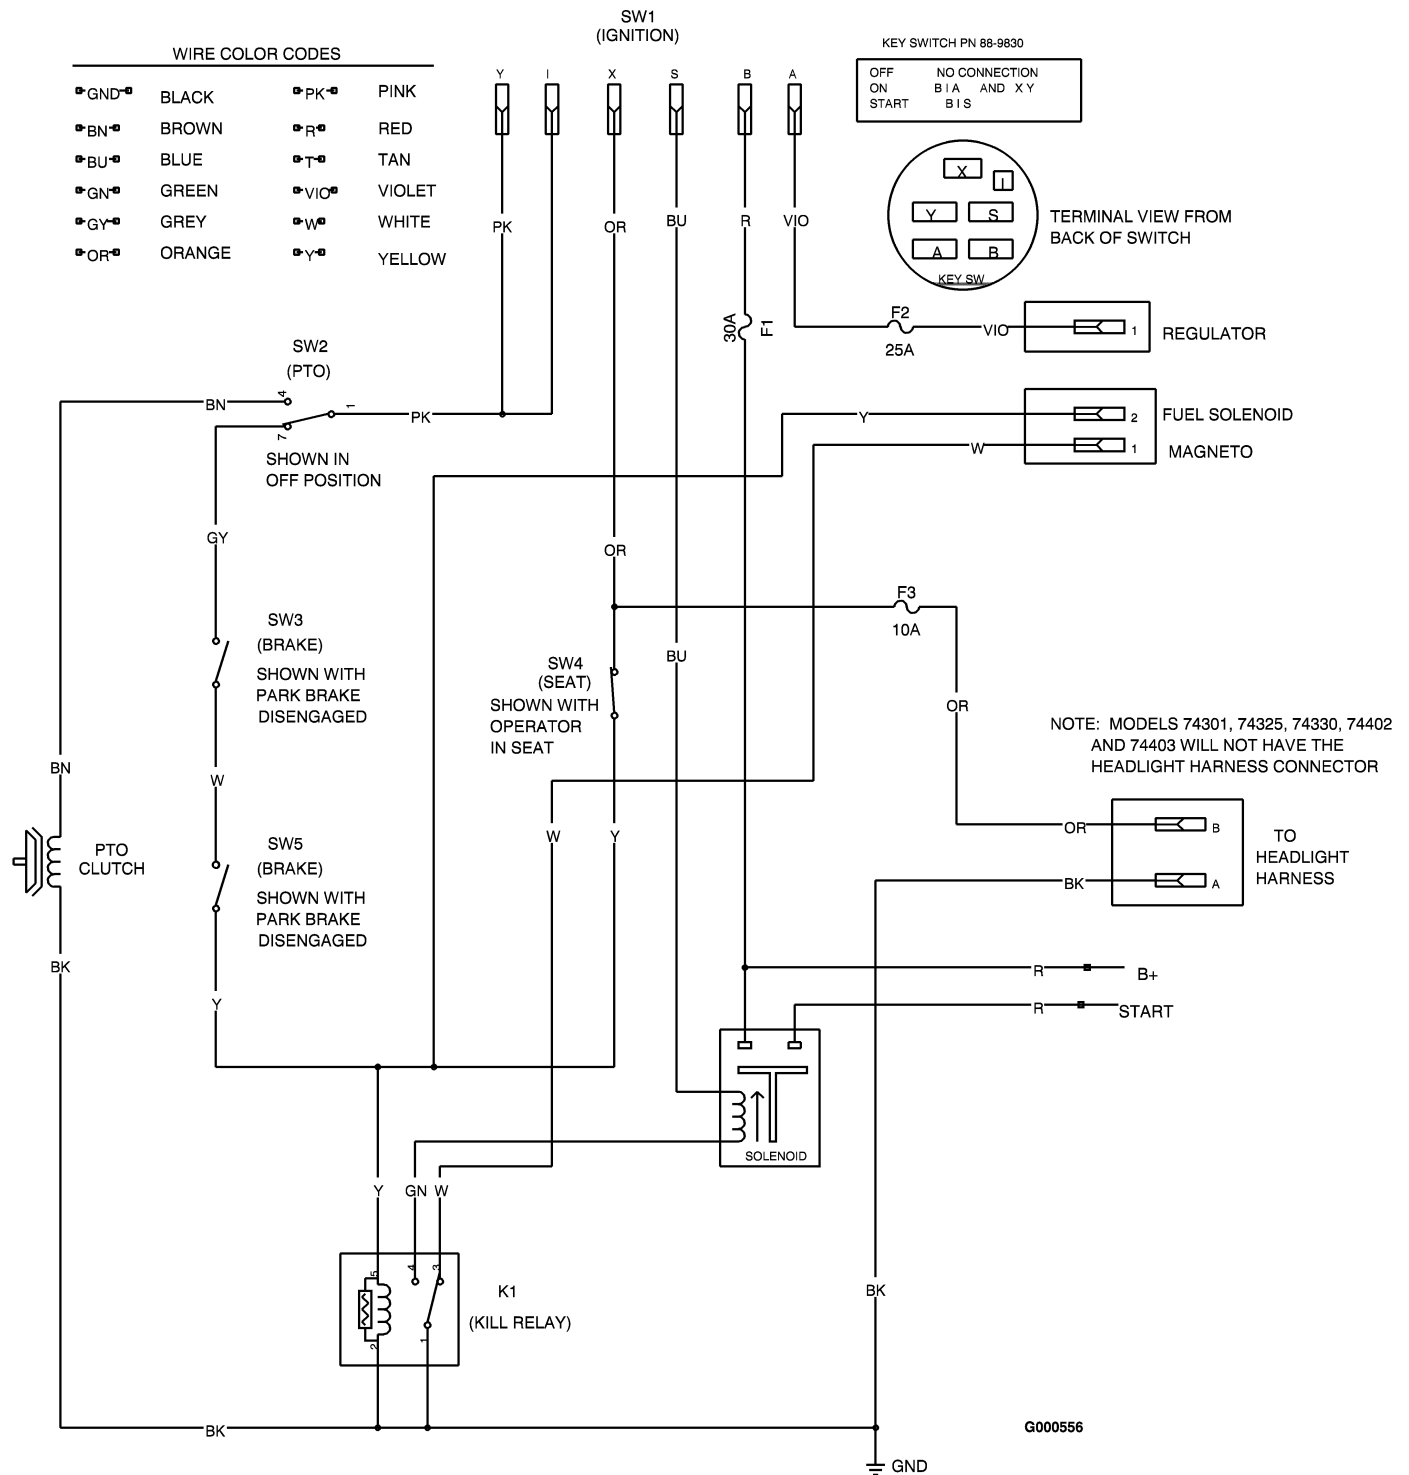 SW1
(IGNITION)
WIRE COLOR CODES
GND BLACK
PK PINK
BN BROWN
R RED
BU BLUE
T TAN
GN GREEN
VIO VIOLET
GY GREY
W WHITE
OR ORANGE
Y YELLOW
Y I X S B A
KEY SWITCH PN 88-9830
OFF NO CONNECTION
ON B I A AND X Y
START B I S
X
I
Y S
A B
KEY SW
TERMINAL VIEW FROM
BACK OF SWITCH
PK OR BU R VIO
30A F1
F2
25A
VIO
1
REGULATOR
SW2
(PTO)
4
1
7
BN
PK
SHOWN IN
OFF POSITION
Y
2
FUEL SOLENOID
W
1
MAGNETO
GY
OR
SW3
(BRAKE)
SHOWN WITH
PARK BRAKE
DISENGAGED
F3
10A
SW4
(SEAT)
SHOWN WITH
OPERATOR
IN SEAT
BU
OR
NOTE: MODELS 74301, 74325, 74330, 74402
AND 74403 WILL NOT HAVE THE
HEADLIGHT HARNESS CONNECTOR
BN
W
W
Y
OR
B
BK
A
TO
HEADLIGHT
HARNESS
PTO
CLUTCH
SW5
(BRAKE)
SHOWN WITH
PARK BRAKE
DISENGAGED
BK
Y
R
B+
R
START
SOLENOID
Y GN W
5 4 3
2 1
K1
(KILL RELAY)
BK
BK
G000556
GND